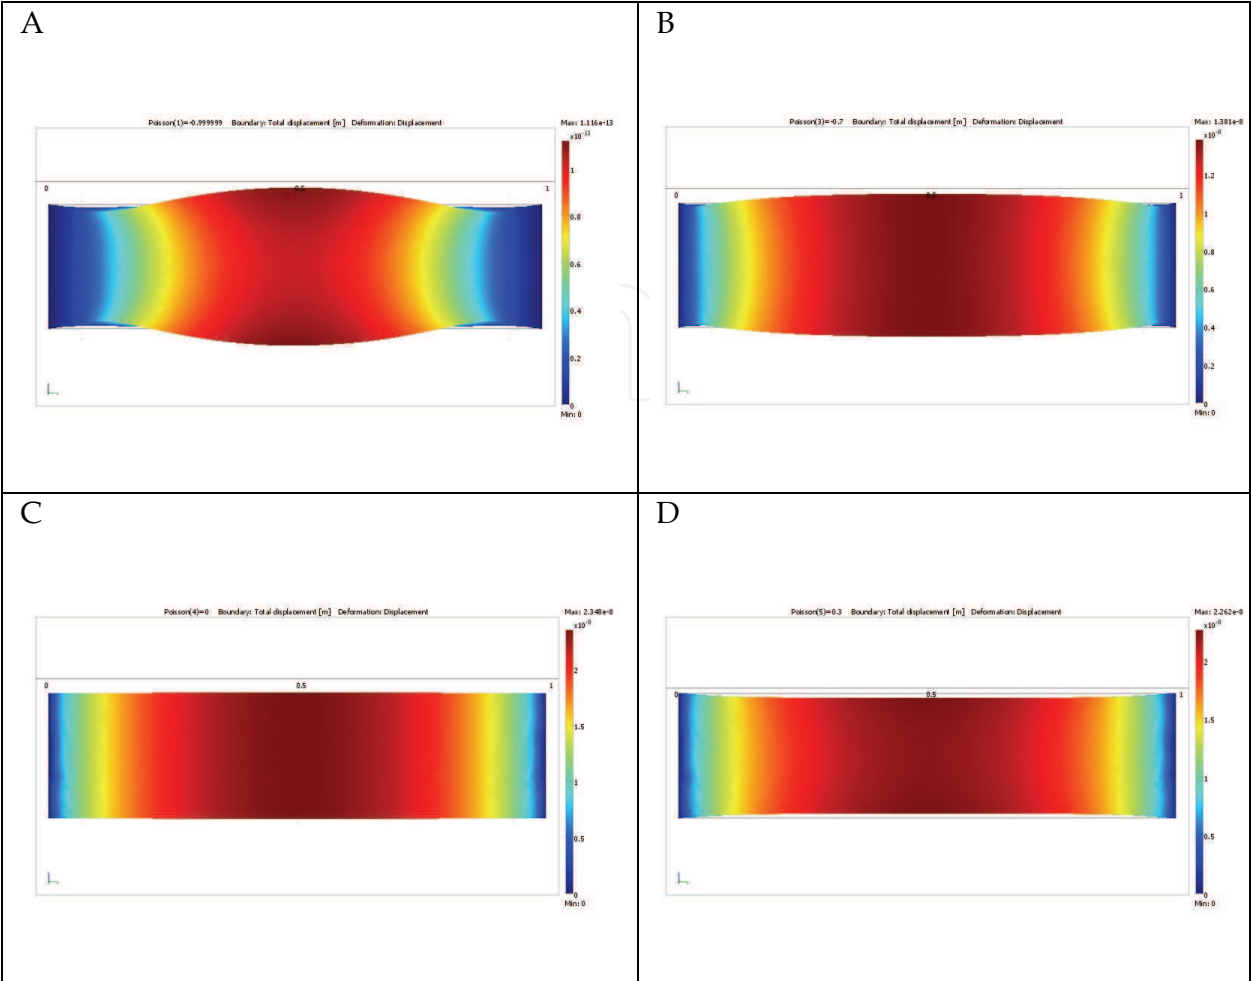 A
Poisson(1)=-0.999999 Boundary: Total displacement [m] Deformation: Displacement
Max: 1.116e-13
x10^-13
0
0.5
1
1
0.8
0.6
0.4
0.2
0
Min: 0
B
Poisson(3)=-0.7 Boundary: Total displacement [m] Deformation: Displacement
Max: 1.381e-8
x10^-8
0
0.5
1
1.2
1
0.8
0.6
0.4
0.2
0
Min: 0
C
Poisson(4)=0 Boundary: Total displacement [m] Deformation: Displacement
Max: 2.348e-8
x10^-8
0
0.5
1
2
1.5
1
0.5
0
Min: 0
D
Poisson(5)=0.3 Boundary: Total displacement [m] Deformation: Displacement
Max: 2.262e-8
x10^-8
0
0.5
1
2
1.5
1
0.5
0
Min: 0